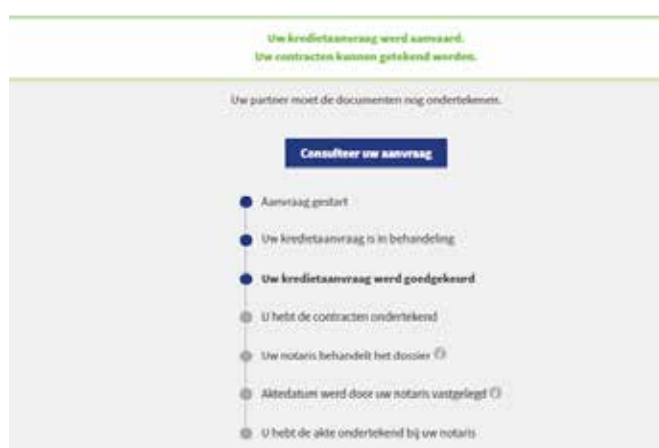 Uw kredietaanvraag werd aanvaard.
Uw contracten kunnen getekend worden.
Uw partner moet de documenten nog ondertekenen.
Consulteer uw aanvraag
Aanvraag gestart
Uw kredietaanvraag is in behandeling
Uw kredietaanvraag werd goedgekeurd
U hebt de contracten ondertekend
Uw notaris behandelt het dossier
Aktedatum werd door uw notaris vastgelegd
U hebt de akte ondertekend bij uw notaris